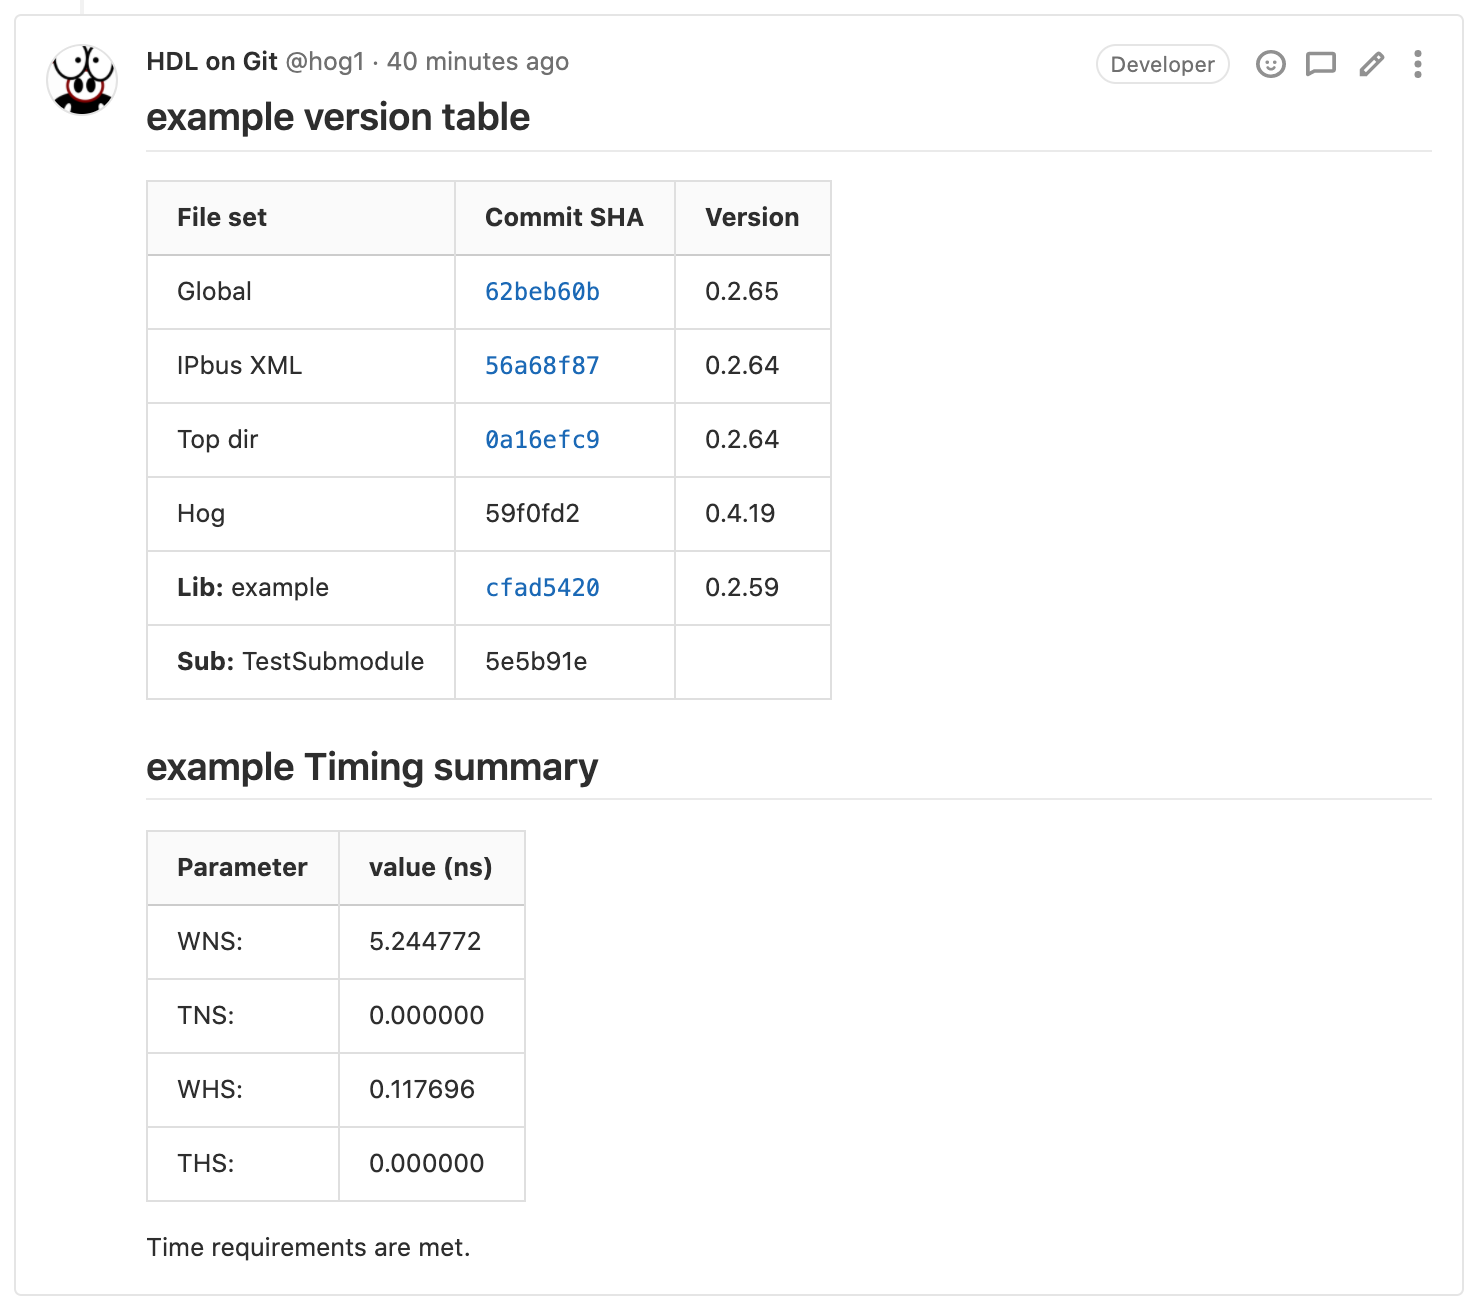 HDL on Git @hog1 · 40 minutes ago Developer
example version table
File set Commit SHA Version
Global 62beb60b 0.2.65
IPbus XML 56a68f87 0.2.64
Top dir 0a16efc9 0.2.64
Hog 59f0fd2 0.4.19
Lib: example cfad5420 0.2.59
Sub: TestSubmodule 5e5b91e
example Timing summary
Parameter value (ns)
WNS: 5.244772
TNS: 0.000000
WHS: 0.117696
THS: 0.000000
Time requirements are met.